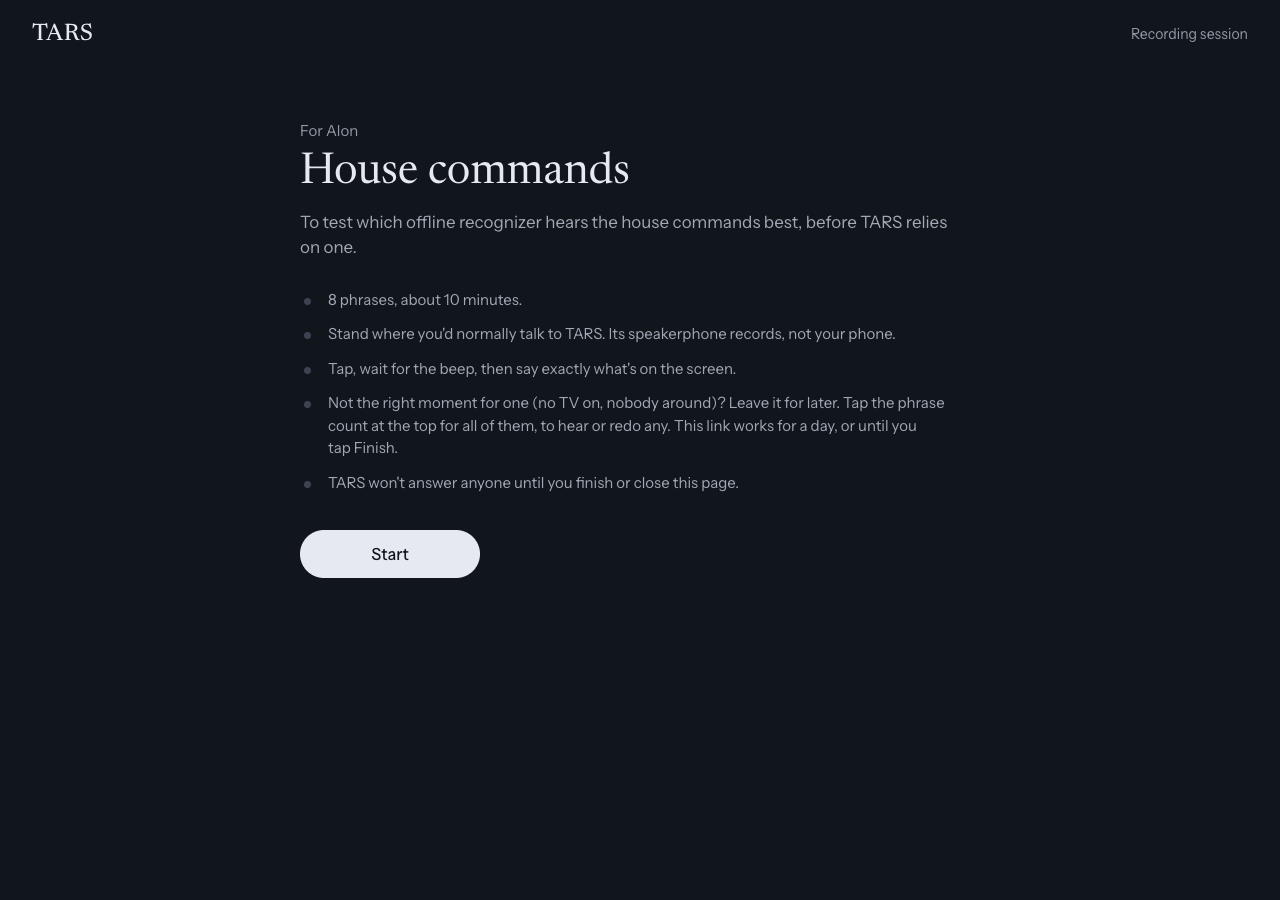 TARS
Recording session
For Alon
House commands
To test which offline recognizer hears the house commands best, before TARS relies
on one.
8 phrases, about 10 minutes.
Stand where you'd normally talk to TARS. Its speakerphone records, not your phone.
Tap, wait for the beep, then say exactly what's on the screen.
Not the right moment for one (no TV on, nobody around)? Leave it for later. Tap the phrase
count at the top for all of them, to hear or redo any. This link works for a day, or until you
tap Finish.
TARS won't answer anyone until you finish or close this page.
Start